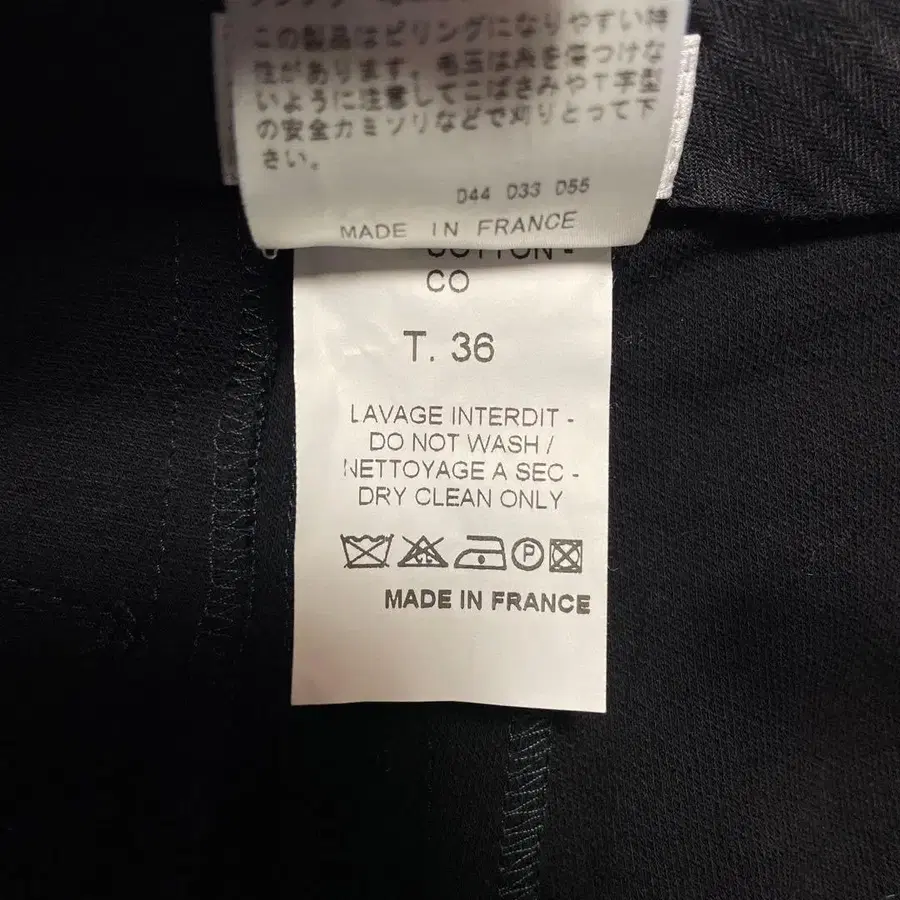 この製品はピリングになりやすい特
性があります。毛玉は糸を傷つけな
いように注意してこばさみやT字型
の安全カミソリなどで刈りとって下
さい。
D44 D33 D55
MADE IN FRANCE
COTTON -
CO
T. 36
LAVAGE INTERDIT -
DO NOT WASH /
NETTOYAGE A SEC -
DRY CLEAN ONLY
CL P
MADE IN FRANCE